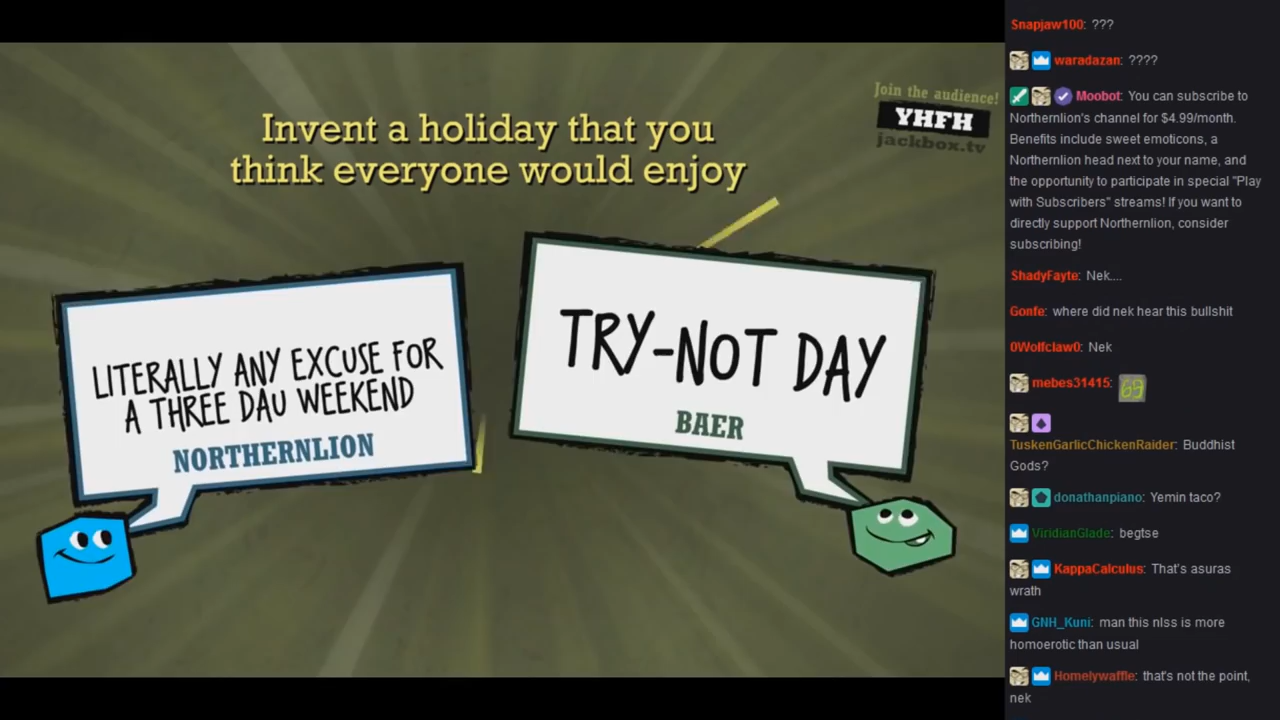 Invent a holiday that you
think everyone would enjoy
Join the audience!
YHFH
jackbox.tv
LITERALLY ANY EXCUSE FOR
A THREE DAU WEEKEND
NORTHERNLION
TRY-NOT DAY
BAER
Snapjaw100: ???
waradazan: ????
Moobot: You can subscribe to
Northernlion's channel for $4.99/month.
Benefits include sweet emoticons, a
Northernlion head next to your name, and
the opportunity to participate in special "Play
with Subscribers" streams! If you want to
directly support Northernlion, consider
subscribing!
ShadyFayte: Nek....
Gonfe: where did nek hear this bullshit
0Wolfclaw0: Nek
mebes31415: 69
TuskenGarlicChickenRaider: Buddhist
Gods?
donathanpiano: Yemin taco?
ViridianGlade: begtse
KappaCalculus: That's asuras
wrath
GNH_Kuni: man this nlss is more
homoerotic than usual
Homelywaffle: that's not the point,
nek